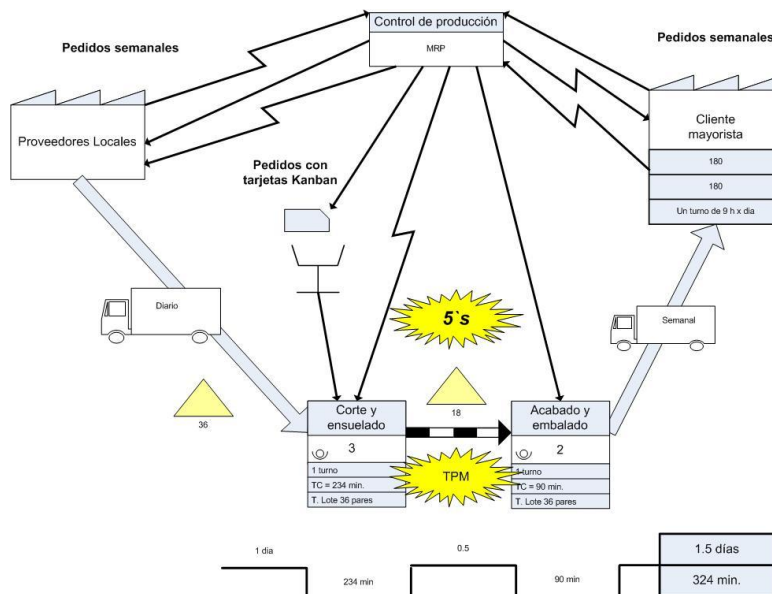 Control de producción
MRP
Pedidos semanales
Pedidos semanales
Proveedores Locales
Cliente
mayorista
180
180
Un turno de 9 h x dia
Pedidos con
tarjetas Kanban
Diario
Semanal
5`s
36
18
Corte y
ensuelado
3
1 turno
TC = 234 min.
T. Lote 36 pares
TPM
Acabado y
embalado
2
1 turno
TC = 90 min.
T. Lote 36 pares
1 dia
0.5
1.5 días
234 min
90 min
324 min.